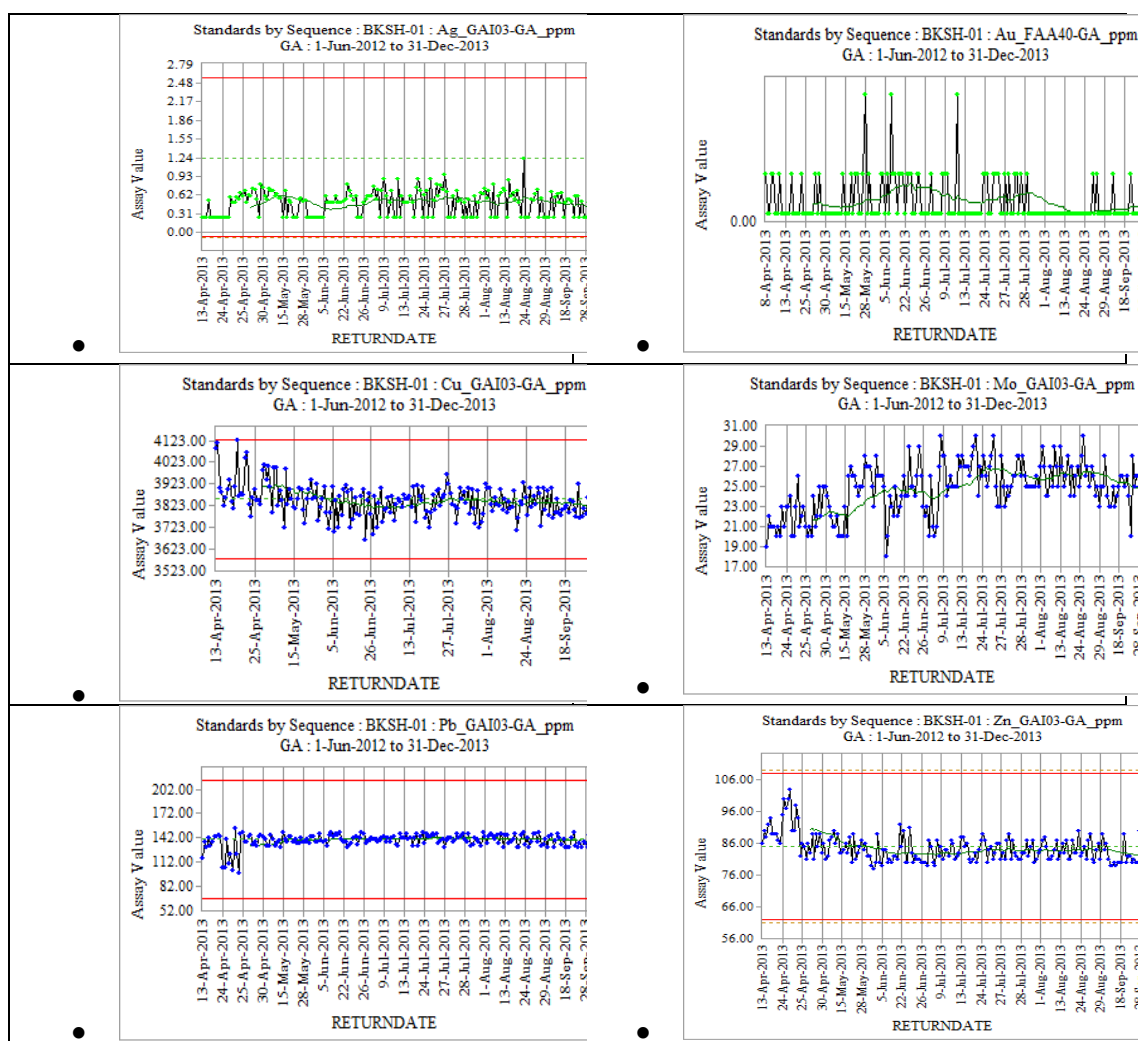 Standards by Sequence : BKSH-01 : Ag_GAI03-GA_ppm
GA : 1-Jun-2012 to 31-Dec-2013
2.79
2.48
2.17
1.86
1.55
1.24
0.93
0.62
0.31
0.00
Assay Value
13-Apr-2013
24-Apr-2013
25-Apr-2013
30-Apr-2013
15-May-2013
28-May-2013
5-Jun-2013
22-Jun-2013
26-Jun-2013
9-Jul-2013
13-Jul-2013
24-Jul-2013
27-Jul-2013
28-Jul-2013
1-Aug-2013
13-Aug-2013
24-Aug-2013
29-Aug-2013
18-Sep-2013
28-Sep-2013
RETURNDATE
Standards by Sequence : BKSH-01 : Au_FAA40-GA_ppm
GA : 1-Jun-2012 to 31-Dec-2013
0.00
Assay Value
8-Apr-2013
13-Apr-2013
25-Apr-2013
30-Apr-2013
15-May-2013
28-May-2013
5-Jun-2013
22-Jun-2013
26-Jun-2013
9-Jul-2013
13-Jul-2013
24-Jul-2013
27-Jul-2013
28-Jul-2013
1-Aug-2013
13-Aug-2013
24-Aug-2013
29-Aug-2013
18-Sep-2013
RETURNDATE
Standards by Sequence : BKSH-01 : Cu_GAI03-GA_ppm
GA : 1-Jun-2012 to 31-Dec-2013
4123.00
4023.00
3923.00
3823.00
3723.00
3623.00
3523.00
Assay Value
13-Apr-2013
25-Apr-2013
15-May-2013
5-Jun-2013
26-Jun-2013
13-Jul-2013
27-Jul-2013
1-Aug-2013
24-Aug-2013
18-Sep-2013
RETURNDATE
Standards by Sequence : BKSH-01 : Mo_GAI03-GA_ppm
GA : 1-Jun-2012 to 31-Dec-2013
31.00
29.00
27.00
25.00
23.00
21.00
19.00
17.00
Assay Value
13-Apr-2013
24-Apr-2013
25-Apr-2013
30-Apr-2013
15-May-2013
28-May-2013
5-Jun-2013
22-Jun-2013
26-Jun-2013
9-Jul-2013
13-Jul-2013
24-Jul-2013
27-Jul-2013
28-Jul-2013
1-Aug-2013
13-Aug-2013
24-Aug-2013
29-Aug-2013
18-Sep-2013
RETURNDATE
Standards by Sequence : BKSH-01 : Pb_GAI03-GA_ppm
GA : 1-Jun-2012 to 31-Dec-2013
202.00
172.00
142.00
112.00
82.00
52.00
Assay Value
13-Apr-2013
24-Apr-2013
25-Apr-2013
30-Apr-2013
15-May-2013
28-May-2013
5-Jun-2013
22-Jun-2013
26-Jun-2013
9-Jul-2013
13-Jul-2013
24-Jul-2013
27-Jul-2013
28-Jul-2013
1-Aug-2013
13-Aug-2013
24-Aug-2013
29-Aug-2013
18-Sep-2013
28-Sep-2013
RETURNDATE
Standards by Sequence : BKSH-01 : Zn_GAI03-GA_ppm
GA : 1-Jun-2012 to 31-Dec-2013
106.00
96.00
86.00
76.00
66.00
56.00
Assay Value
13-Apr-2013
24-Apr-2013
25-Apr-2013
30-Apr-2013
15-May-2013
28-May-2013
5-Jun-2013
22-Jun-2013
26-Jun-2013
9-Jul-2013
13-Jul-2013
24-Jul-2013
27-Jul-2013
28-Jul-2013
1-Aug-2013
13-Aug-2013
24-Aug-2013
29-Aug-2013
18-Sep-2013
RETURNDATE